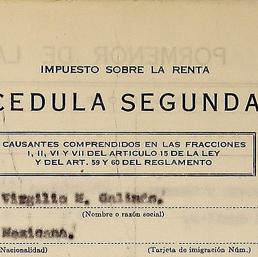 IMPUESTO SOBRE LA RENTA
CEDULA SEGUNDA
CAUSANTES COMPRENDIDOS EN LAS FRACCIONES
I, II, VI Y VII DEL ARTICULO 15 DE LA LEY
Y DEL ART. 59 Y 60 DEL REGLAMENTO
Virgilio M. Galindo.
(Nombre o razón social)
Mexicana.
(Nacionalidad) (Tarjeta de imigración Núm.)